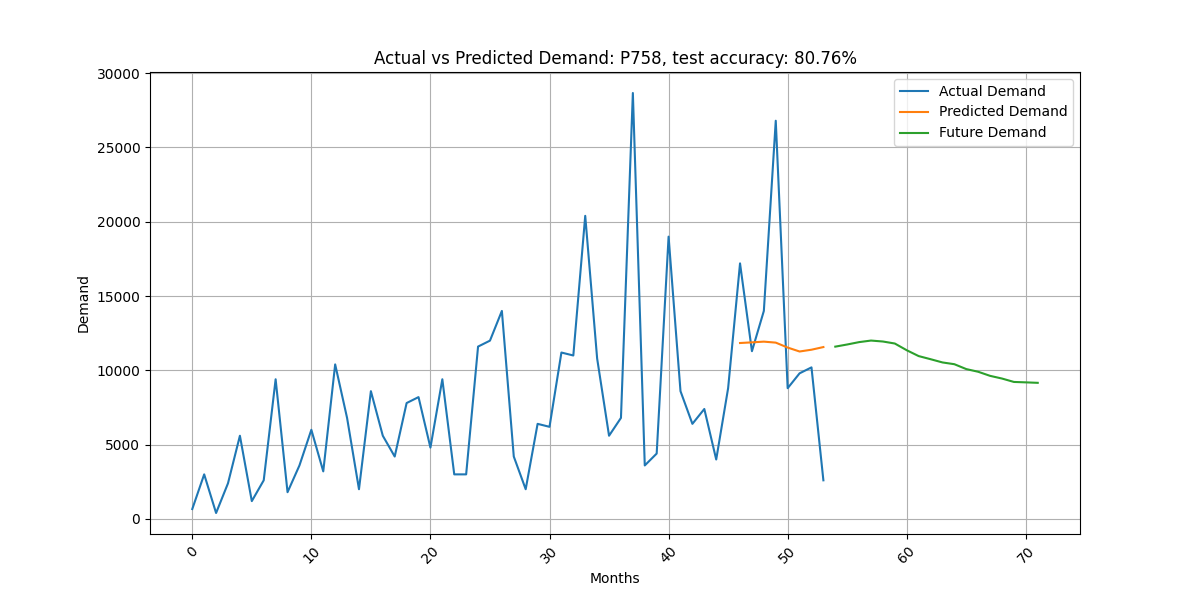 Actual vs Predicted Demand: P758, test accuracy: 80.76%
30000
25000
20000
15000
10000
5000
0
Demand
Actual Demand
Predicted Demand
Future Demand
0
10
20
30
40
50
60
70
Months